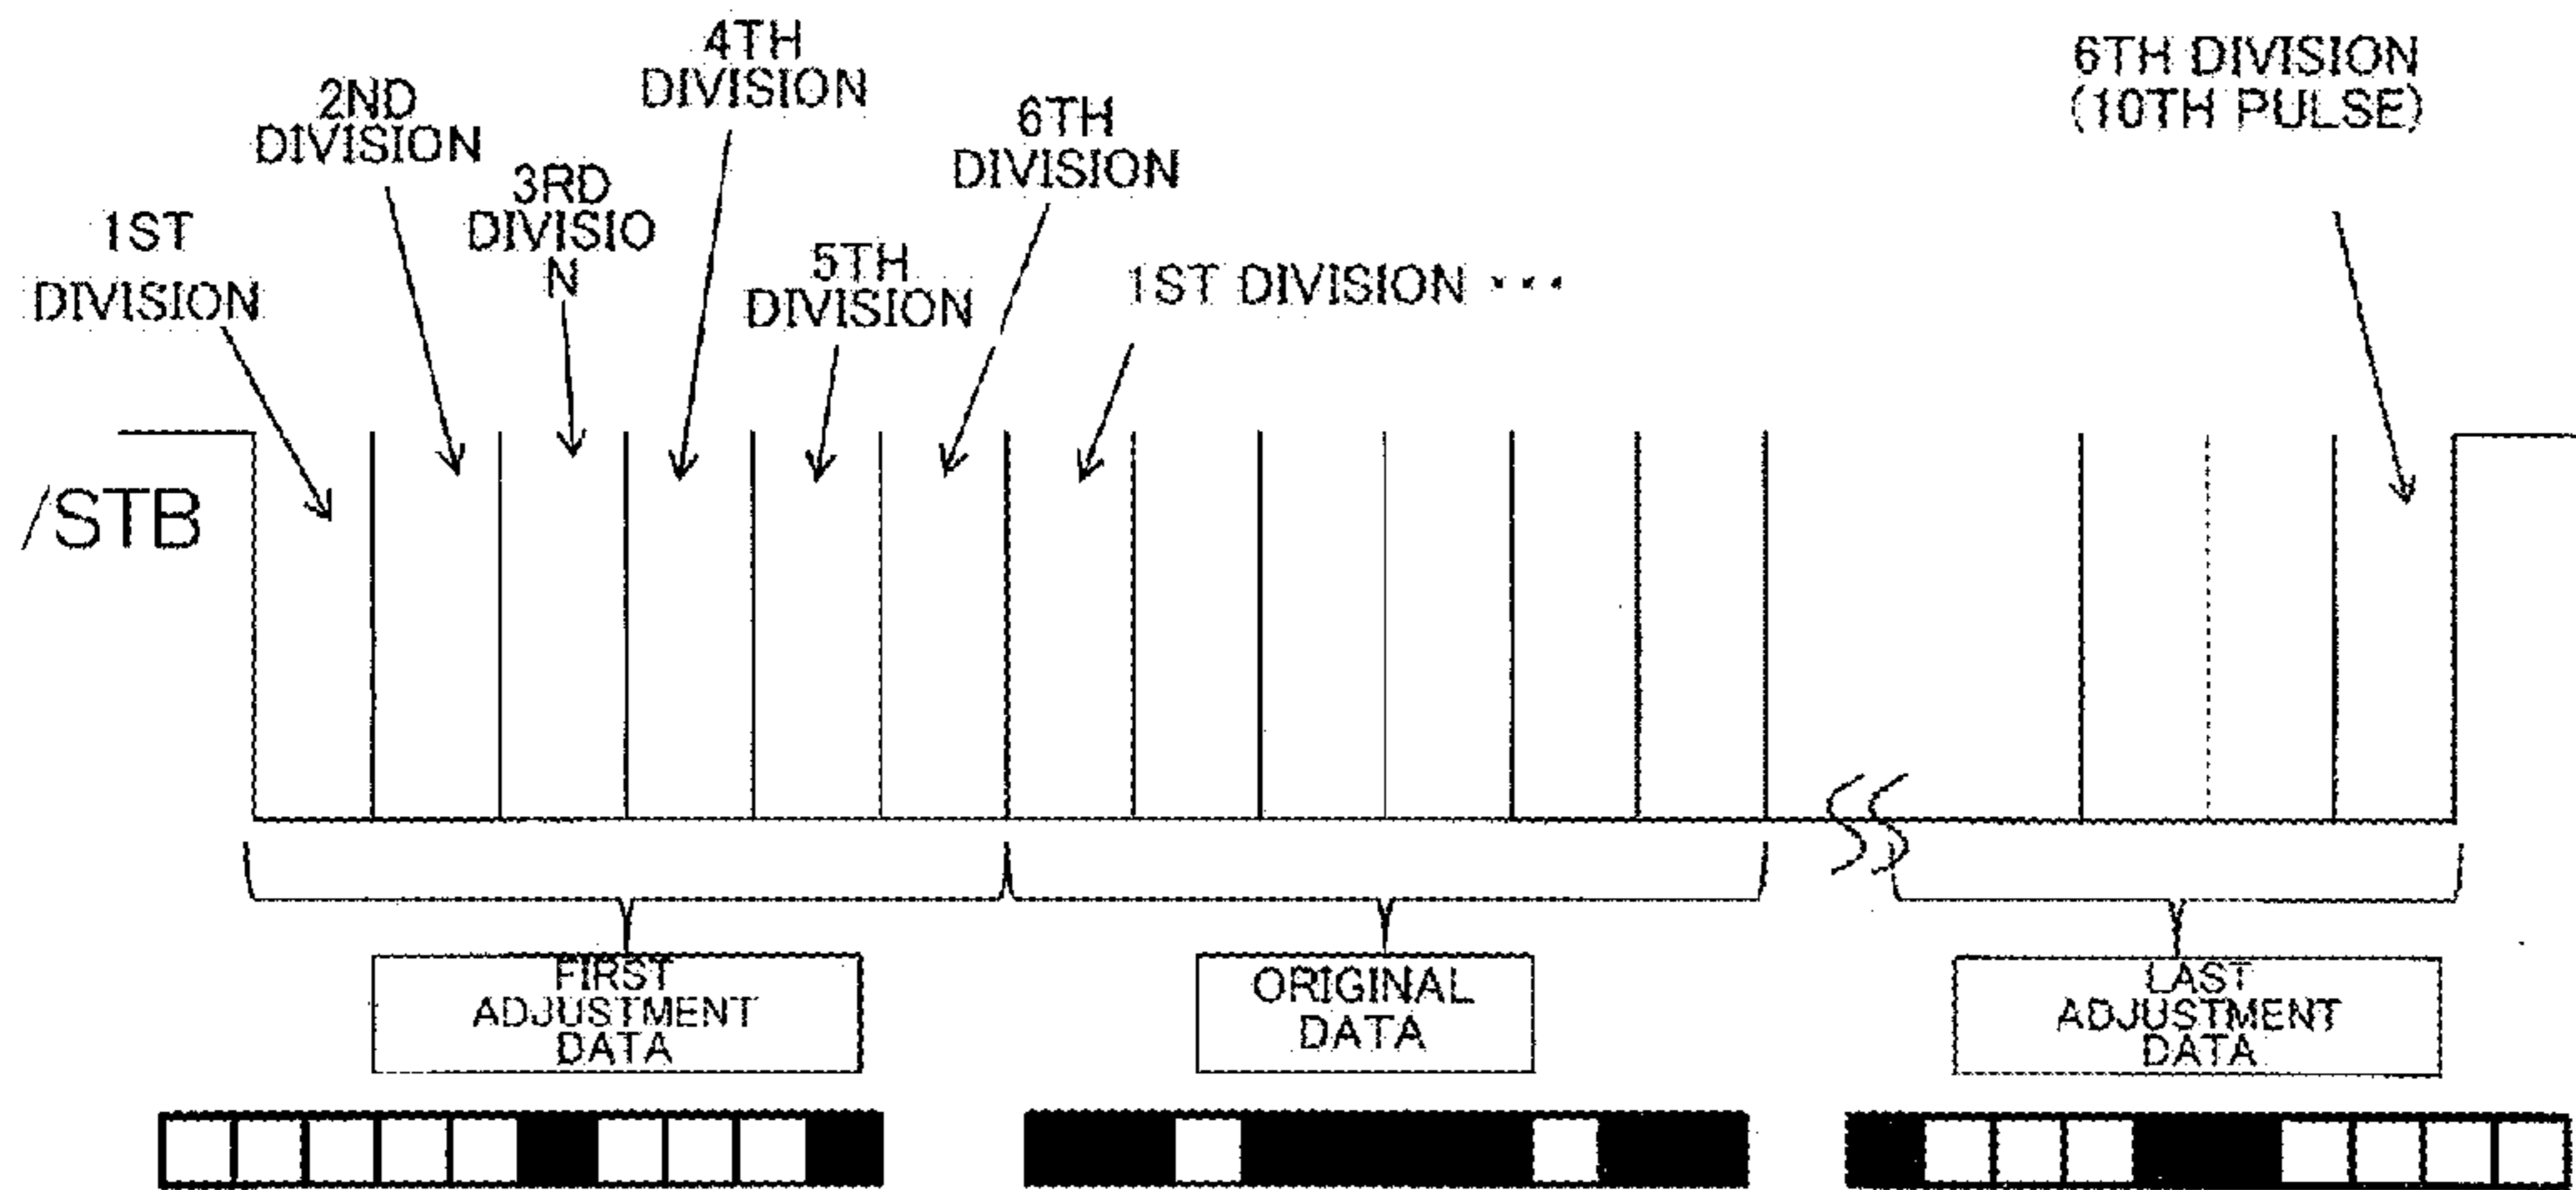 1ST
DIVISION
2ND
DIVISION
3RD
DIVISIO
N
4TH
DIVISION
5TH
DIVISION
6TH
DIVISION
1ST DIVISION ···
6TH DIVISION
(10TH PULSE)
/STB
FIRST
ADJUSTMENT
DATA
ORIGINAL
DATA
LAST
ADJUSTMENT
DATA